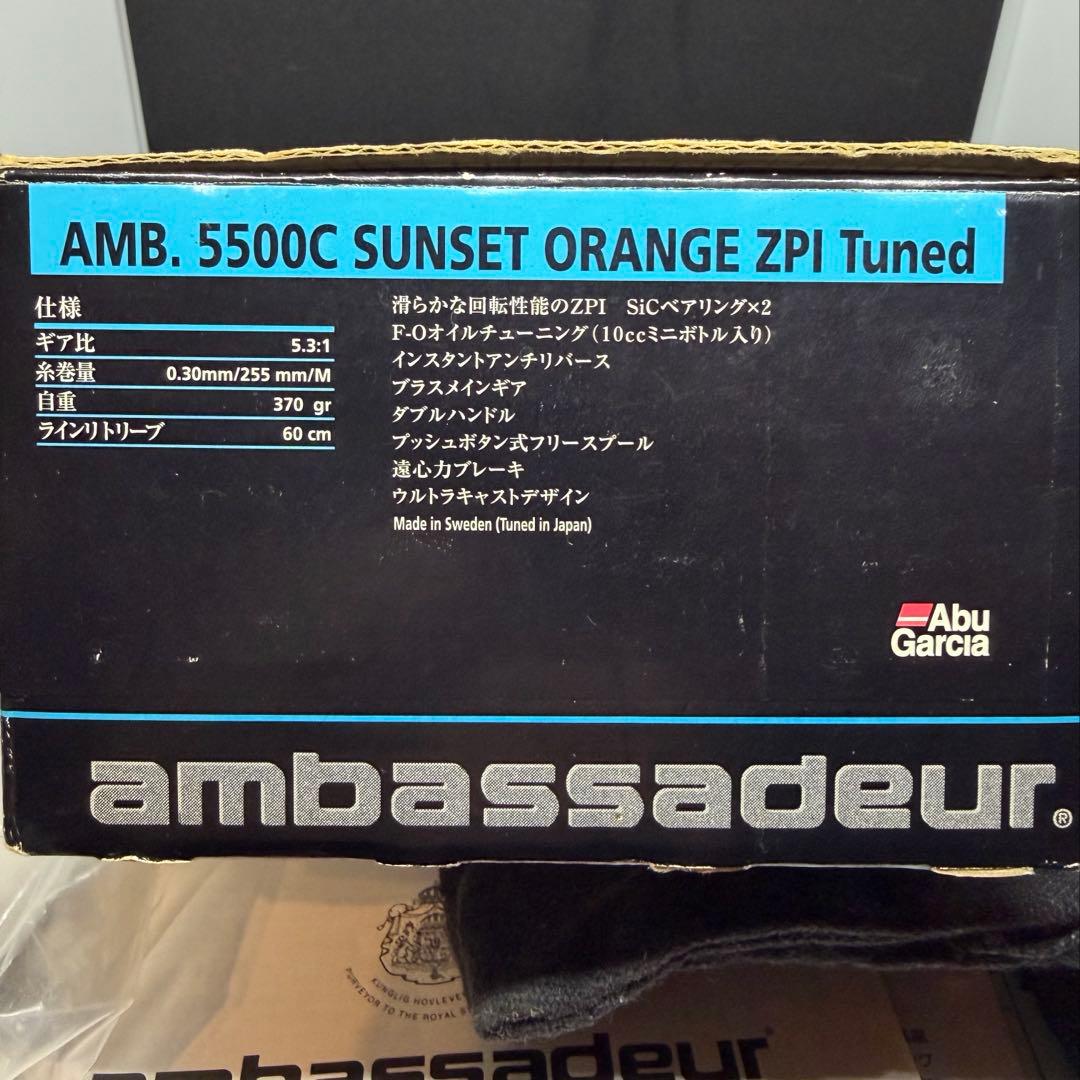 AMB. 5500C SUNSET ORANGE ZPI Tuned
仕様
ギア比 5.3:1
糸巻量 0.30mm/255 mm/M
自重 370 gr
ラインリトリーブ 60 cm
滑らかな回転性能のZPI SiCベアリング×2
F-Oオイルチューニング(10ccミニボトル入り)
インスタントアンチリバース
ブラスメインギア
ダブルハンドル
プッシュボタン式フリースプール
遠心力ブレーキ
ウルトラキャストデザイン
Made in Sweden (Tuned in Japan)
Abu
Garcia
ambassadeur®
KUNGLIG
PURVEYOR TO THE ROYAL
ambassadeur